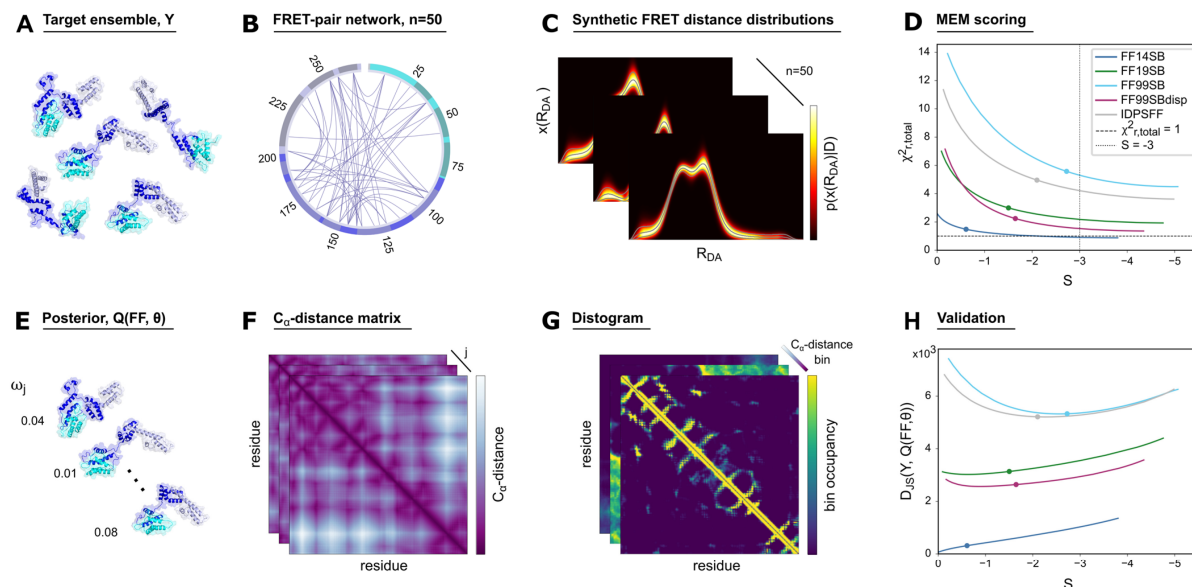 A Target ensemble, Y
B FRET-pair network, n=50
25
50
75
100
125
150
175
200
225
250
C Synthetic FRET distance distributions
n=50
x(R_DA)
R_DA
p(x(R_DA)|D)
D MEM scoring
χ²_r,total
14
12
10
8
6
4
2
0
0 −1 −2 −3 −4 −5
S
FF14SB
FF19SB
FF99SB
FF99SBdisp
IDPSFF
χ²_r,total = 1
S = -3
E Posterior, Q(FF, θ)
ω_j
0.04
0.01
0.08
F C_α-distance matrix
j
residue
residue
C_α-distance
G Distogram
C_α-distance
bin
residue
residue
bin occupancy
H Validation
x10³
D_JS(Y, Q(FF,θ))
6
4
2
0
0 −1 −2 −3 −4 −5
S